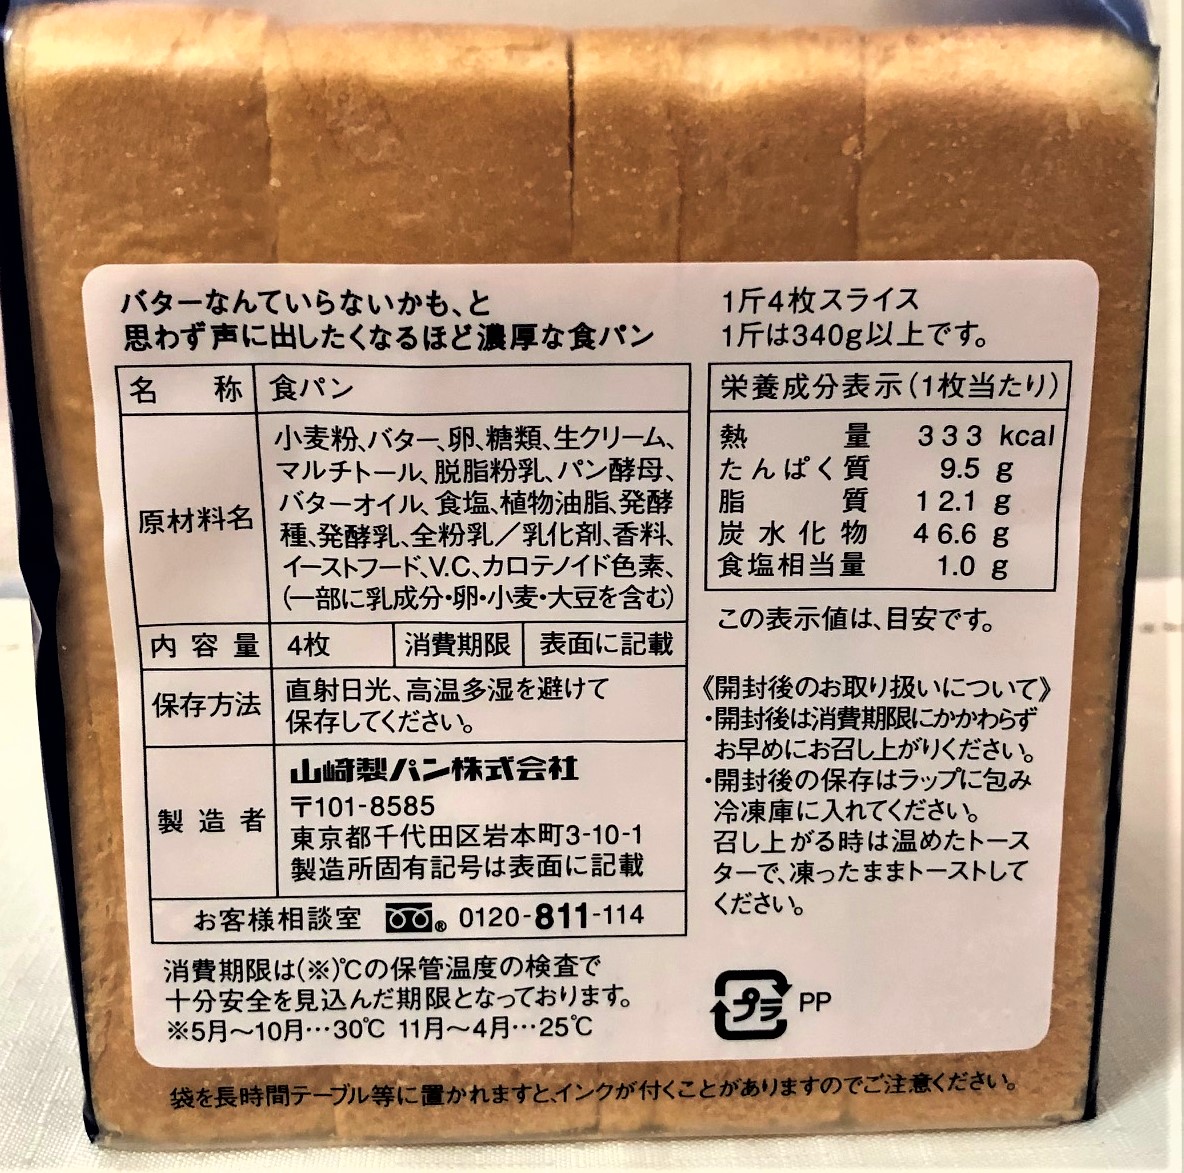 バターなんていらないかも、と
思わず声に出したくなるほど濃厚な食パン
名 称 食パン
原材料名
小麦粉、バター、卵、糖類、生クリーム、
マルチトール、脱脂粉乳、パン酵母、
バターオイル、食塩、植物油脂、発酵
種、発酵乳、全粉乳／乳化剤、香料、
イーストフード、V.C、カロテノイド色素、
(一部に乳成分・卵・小麦・大豆を含む)
内容量 4枚 消費期限 表面に記載
保存方法
直射日光、高温多湿を避けて
保存してください。
製造者
山崎製パン株式会社
〒101-8585
東京都千代田区岩本町3-10-1
製造所固有記号は表面に記載
お客様相談室 ® 0120-811-114
消費期限は(※)℃の保管温度の検査で
十分安全を見込んだ期限となっております。
※5月～10月…30℃ 11月～4月…25℃
1斤4枚スライス
1斤は340g以上です。
栄養成分表示(1枚当たり)
熱量 333 kcal
たんぱく質 9.5 g
脂質 12.1 g
炭水化物 46.6 g
食塩相当量 1.0 g
この表示値は、目安です。
《開封後のお取り扱いについて》
・開封後は消費期限にかかわらず
お早めにお召し上がりください。
・開封後の保存はラップに包み
冷凍庫に入れてください。
召し上がる時は温めたトース
ターで、凍ったままトーストして
ください。
プラ PP
袋を長時間テーブル等に置かれますと、インクが付くことがありますのでご注意ください。